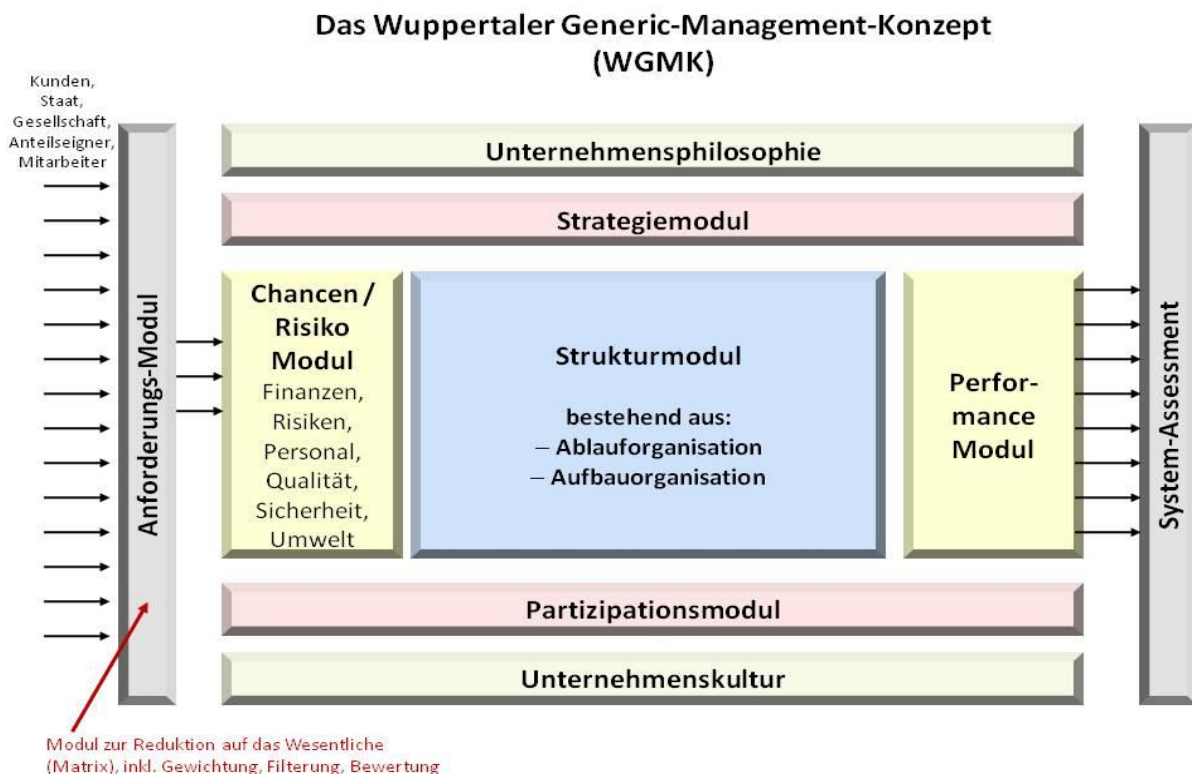 Das Wuppertaler Generic-Management-Konzept
(WGMK)
Kunden,
Staat,
Gesellschaft,
Anteilseigner,
Mitarbeiter
Anforderungs-Modul
Unternehmensphilosophie
Strategiemodul
Chancen /
Risiko
Modul
Finanzen,
Risiken,
Personal,
Qualität,
Sicherheit,
Umwelt
Strukturmodul
bestehend aus:
– Ablauforganisation
– Aufbauorganisation
Perfor-
mance
Modul
System-Assessment
Partizipationsmodul
Unternehmenskultur
Modul zur Reduktion auf das Wesentliche
(Matrix), inkl. Gewichtung, Filterung, Bewertung